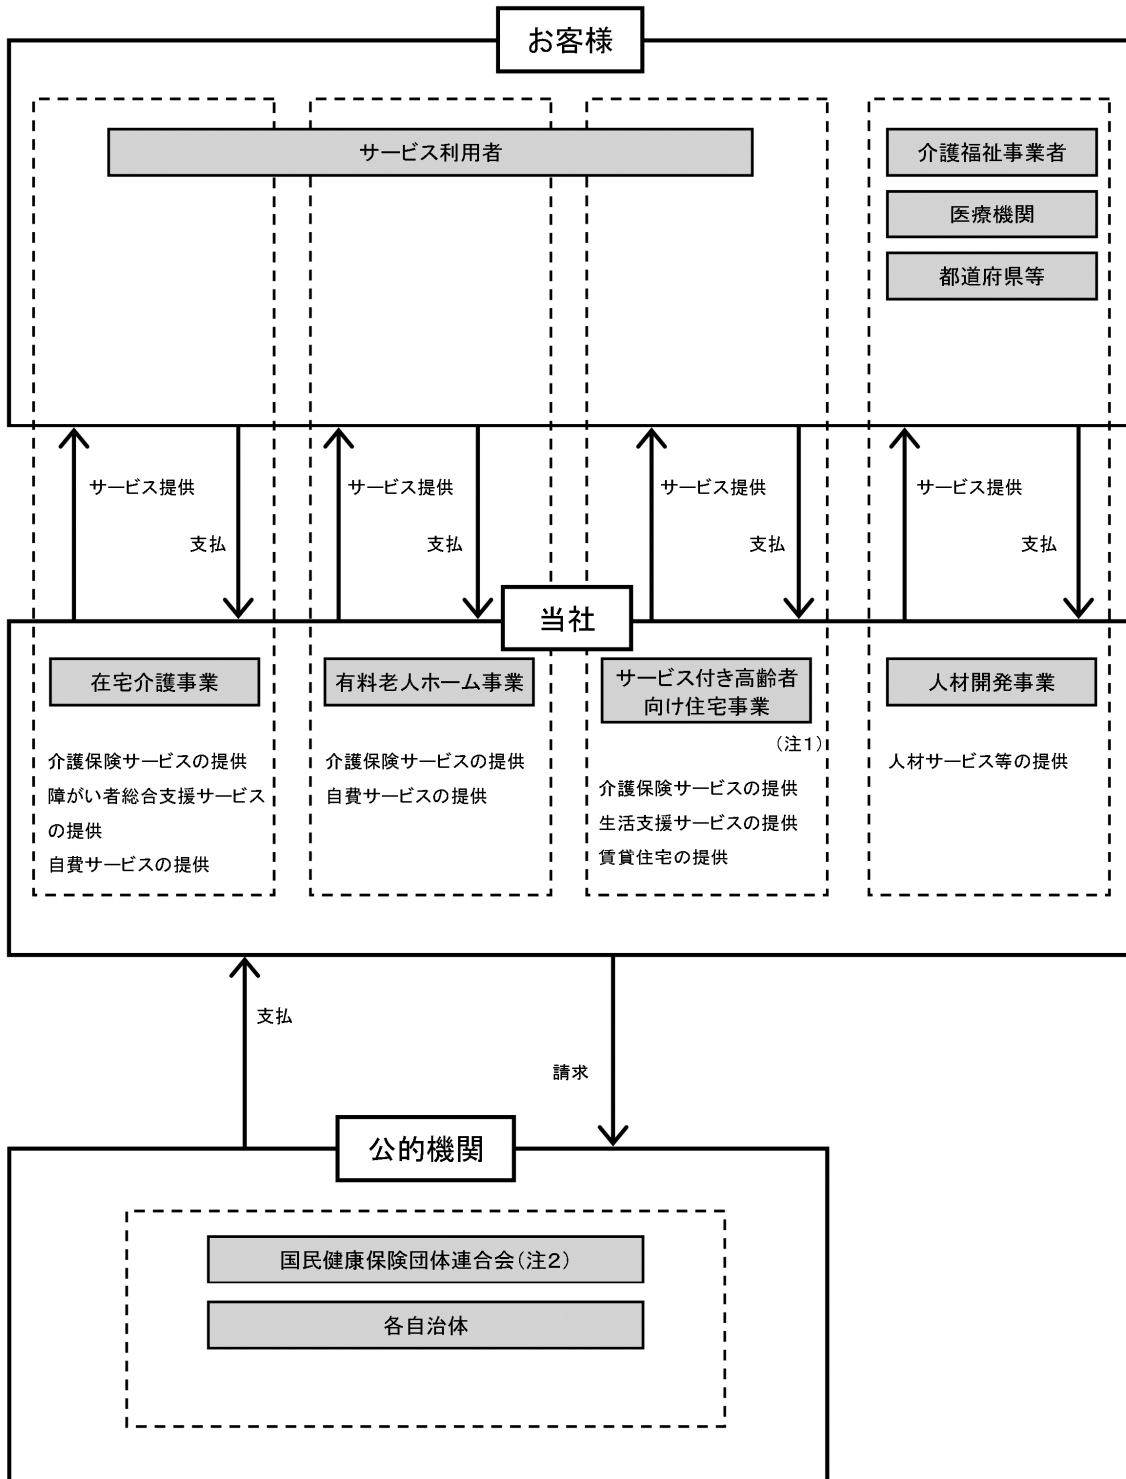 お客様
サービス利用者
介護福祉事業者
医療機関
都道府県等
サービス提供
支払
サービス提供
支払
サービス提供
支払
サービス提供
支払
当社
在宅介護事業
介護保険サービスの提供
障がい者総合支援サービス
の提供
自費サービスの提供
有料老人ホーム事業
介護保険サービスの提供
自費サービスの提供
サービス付き高齢者
向け住宅事業
(注1)
介護保険サービスの提供
生活支援サービスの提供
賃貸住宅の提供
人材開発事業
人材サービス等の提供
支払
請求
公的機関
国民健康保険団体連合会(注2)
各自治体